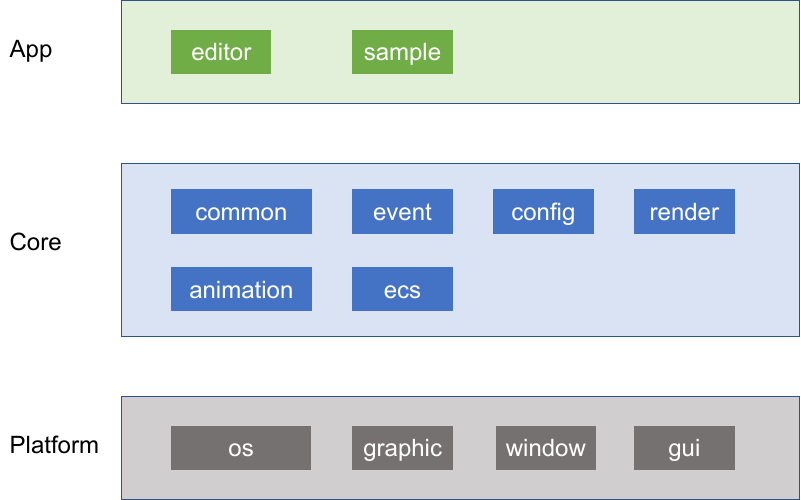 App
editor
sample
Core
common
event
config
render
animation
ecs
Platform
os
graphic
window
gui